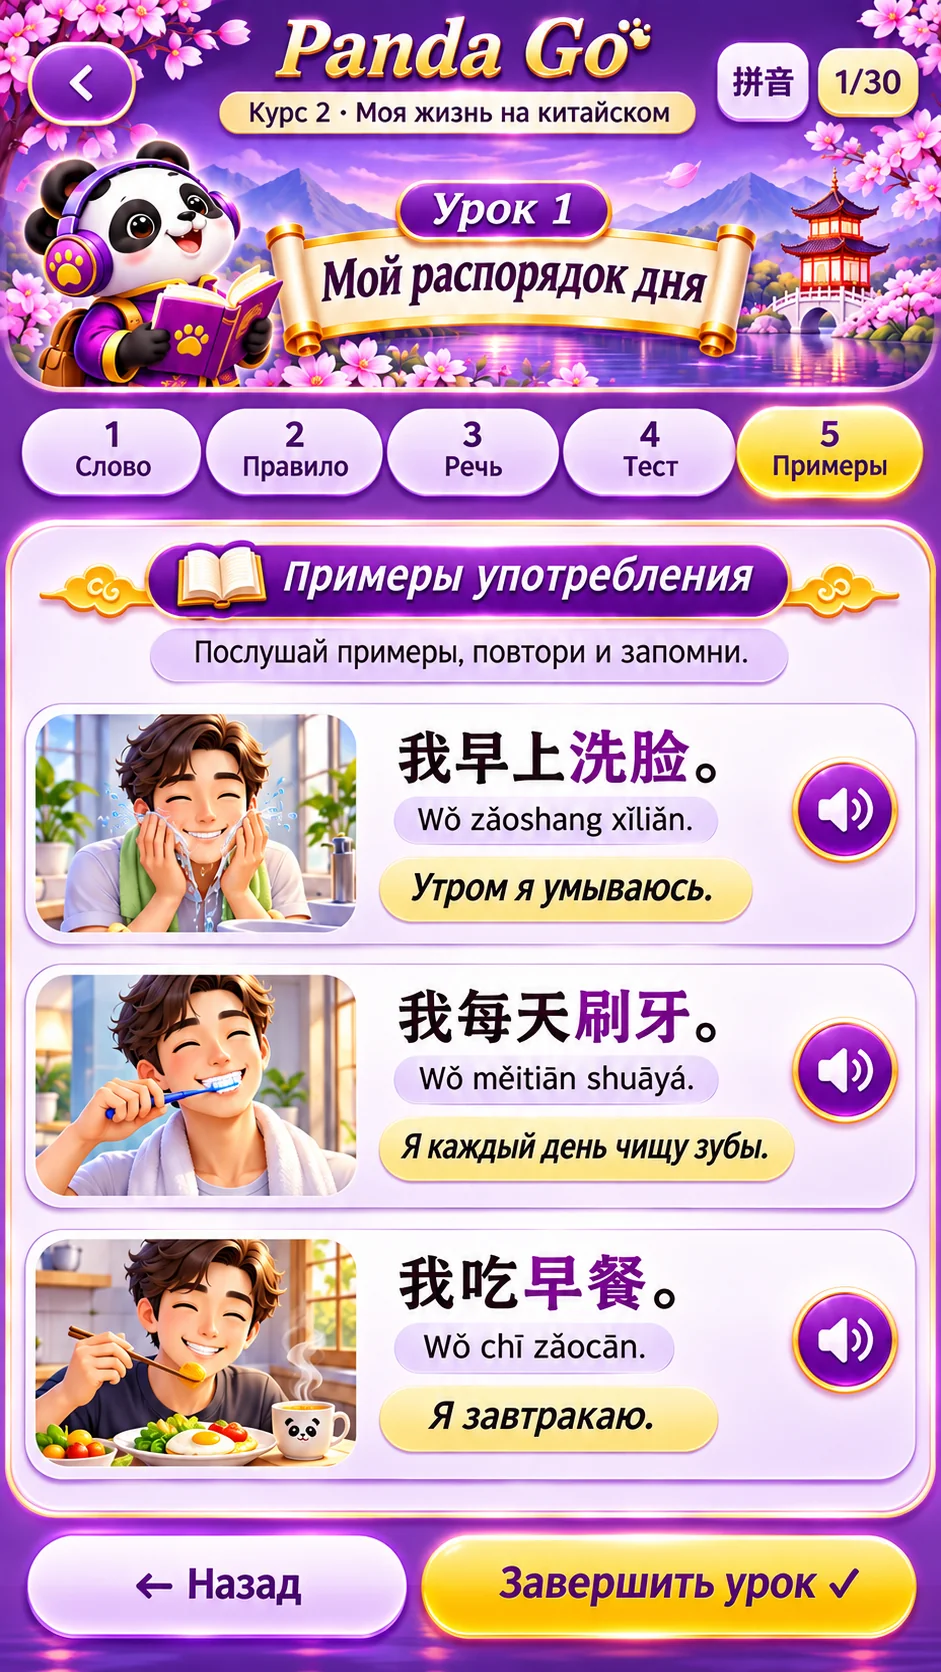 Panda Go
拼音
1/30
Курс 2 · Моя жизнь на китайском
Урок 1
Мой распорядок дня
1
Слово
2
Правило
3
Речь
4
Тест
5
Примеры
Примеры употребления
Послушай примеры, повтори и запомни.
我早上洗脸。
Wǒ zǎoshang xǐliǎn.
Утром я умываюсь.
我每天刷牙。
Wǒ měitiān shuāyá.
Я каждый день чищу зубы.
我吃早餐。
Wǒ chī zǎocān.
Я завтракаю.
← Назад
Завершить урок ✓